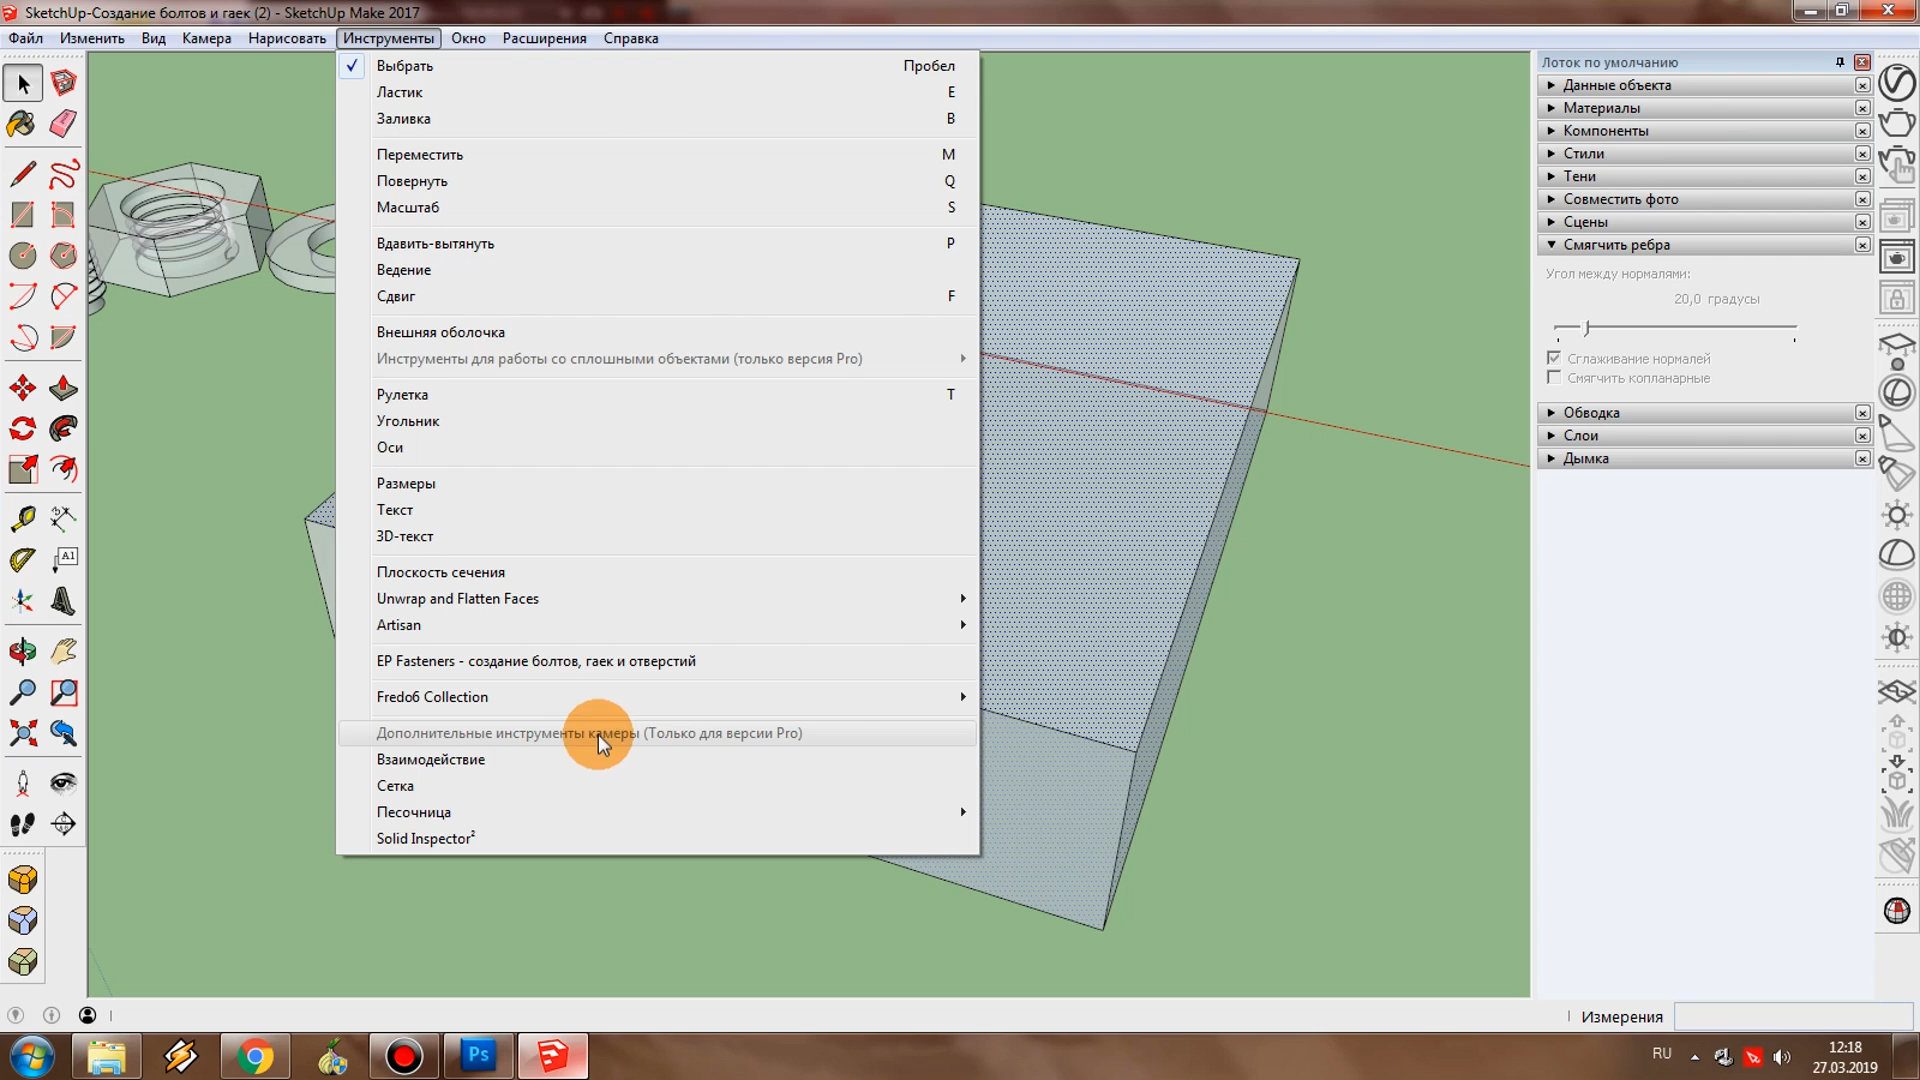 SketchUp-Создание болтов и гаек (2) - SketchUp Make 2017
Файл Изменить Вид Камера Нарисовать Инструменты Окно Расширения Справка
Выбрать Пробел
Ластик E
Заливка B
Переместить M
Повернуть Q
Масштаб S
Вдавить-вытянуть P
Ведение
Сдвиг F
Внешняя оболочка
Инструменты для работы со сплошными объектами (только версия Pro)
Рулетка T
Угольник
Оси
Размеры
Текст
3D-текст
Плоскость сечения
Unwrap and Flatten Faces
Artisan
EP Fasteners - создание болтов, гаек и отверстий
Fredo6 Collection
Дополнительные инструменты камеры (Только для версии Pro)
Взаимодействие
Сетка
Песочница
Solid Inspector²
Лоток по умолчанию
Данные объекта
Материалы
Компоненты
Стили
Тени
Совместить фото
Сцены
Смягчить ребра
Угол между нормалями:
20,0 градусы
Сглаживание нормалей
Смягчить копланарные
Обводка
Слои
Дымка
A1
Измерения
Ps
RU
12:18
27.03.2019